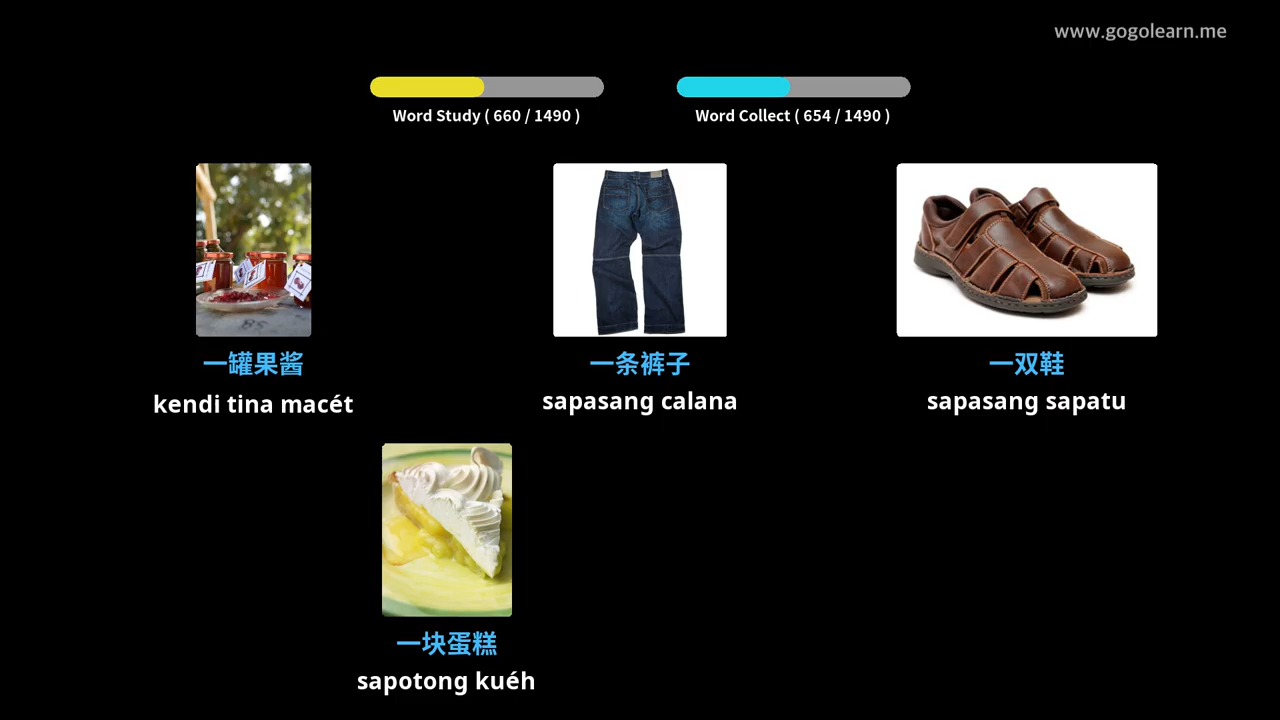 www.gogolearn.me
Word Study ( 660 / 1490 )
Word Collect ( 654 / 1490 )
一罐果酱
kendi tina macét
一条裤子
sapasang calana
一双鞋
sapasang sapatu
一块蛋糕
sapotong kuéh